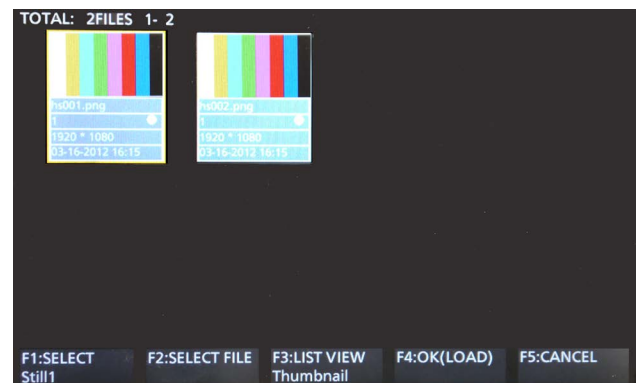 TOTAL: 2FILES 1- 2
hs001.png
1
1920 * 1080
03-16-2012 16:15
hs002.png
1
1920 * 1080
03-16-2012 16:15
F1:SELECT
Still1
F2:SELECT FILE
F3:LIST VIEW
Thumbnail
F4:OK(LOAD)
F5:CANCEL